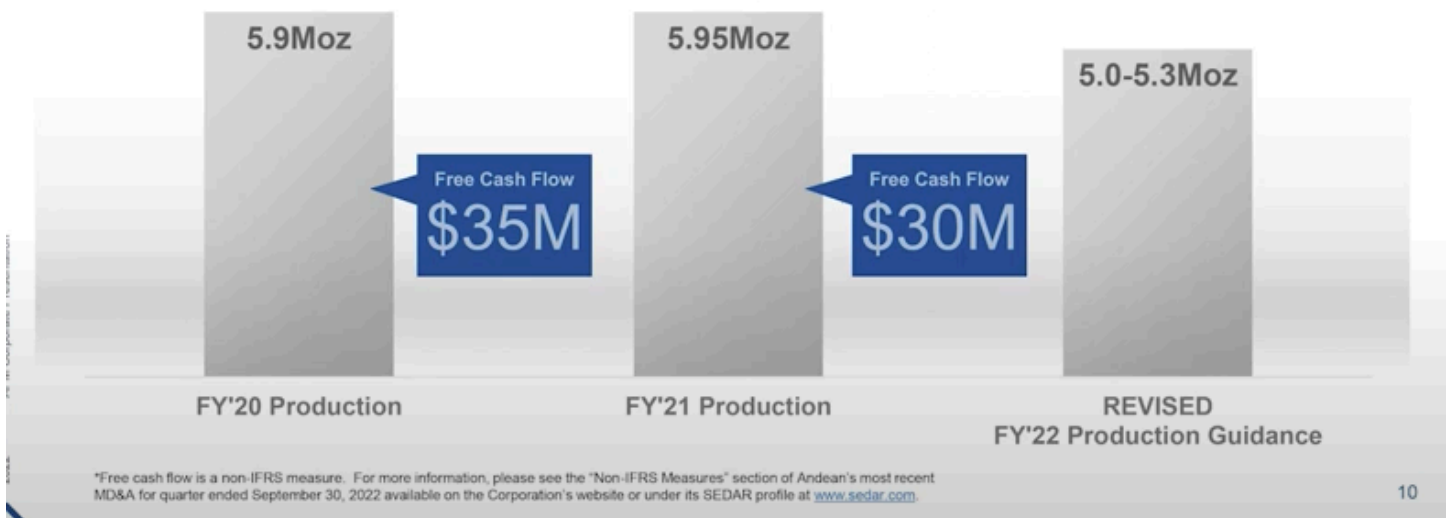 5.9Moz
5.95Moz
5.0-5.3Moz
Free Cash Flow
$35M
Free Cash Flow
$30M
FY'20 Production
FY'21 Production
REVISED
FY'22 Production Guidance
*Free cash flow is a non-IFRS measure. For more information, please see the "Non-IFRS Measures" section of Andean's most recent
MD&A for quarter ended September 30, 2022 available on the Corporation's website or under its SEDAR profile at www.sedar.com.
10